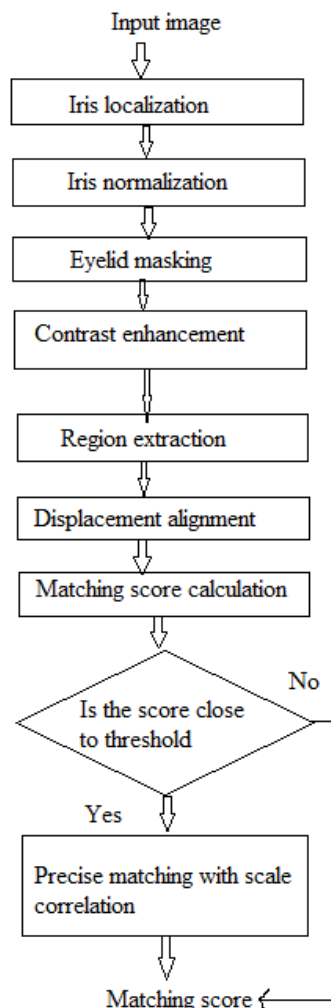 Input image
Iris localization
Iris normalization
Eyelid masking
Contrast enhancement
Region extraction
Displacement alignment
Matching score calculation
No
Is the score close
to threshold
Yes
Precise matching with scale
correlation
Matching score